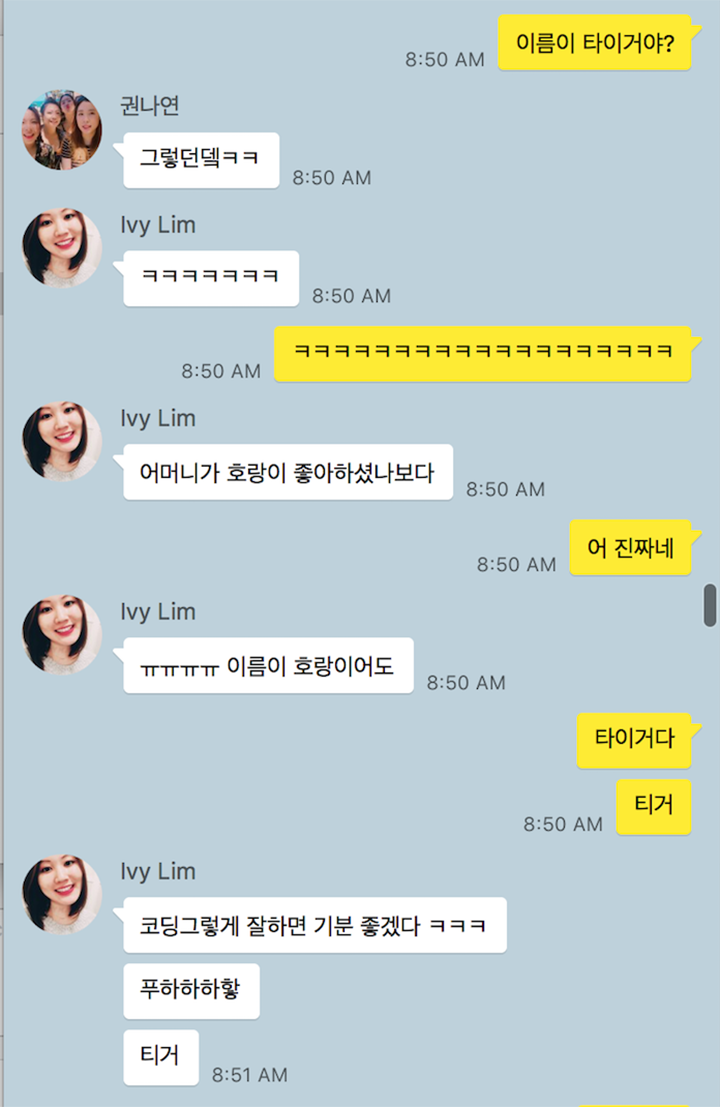 이름이 타이거야?
8:50 AM
권나연
그렇던뎈ㅋㅋ
8:50 AM
Ivy Lim
ㅋㅋㅋㅋㅋㅋㅋ
8:50 AM
ㅋㅋㅋㅋㅋㅋㅋㅋㅋㅋㅋㅋㅋㅋㅋㅋㅋㅋㅋ
8:50 AM
Ivy Lim
어머니가 호랑이 좋아하셨나보다
8:50 AM
어 진짜네
8:50 AM
Ivy Lim
ㅠㅠㅠㅠ 이름이 호랑이어도
8:50 AM
타이거다
티거
8:50 AM
Ivy Lim
코딩그렇게 잘하면 기분 좋겠다 ㅋㅋㅋ
푸하하하핳
티거
8:51 AM